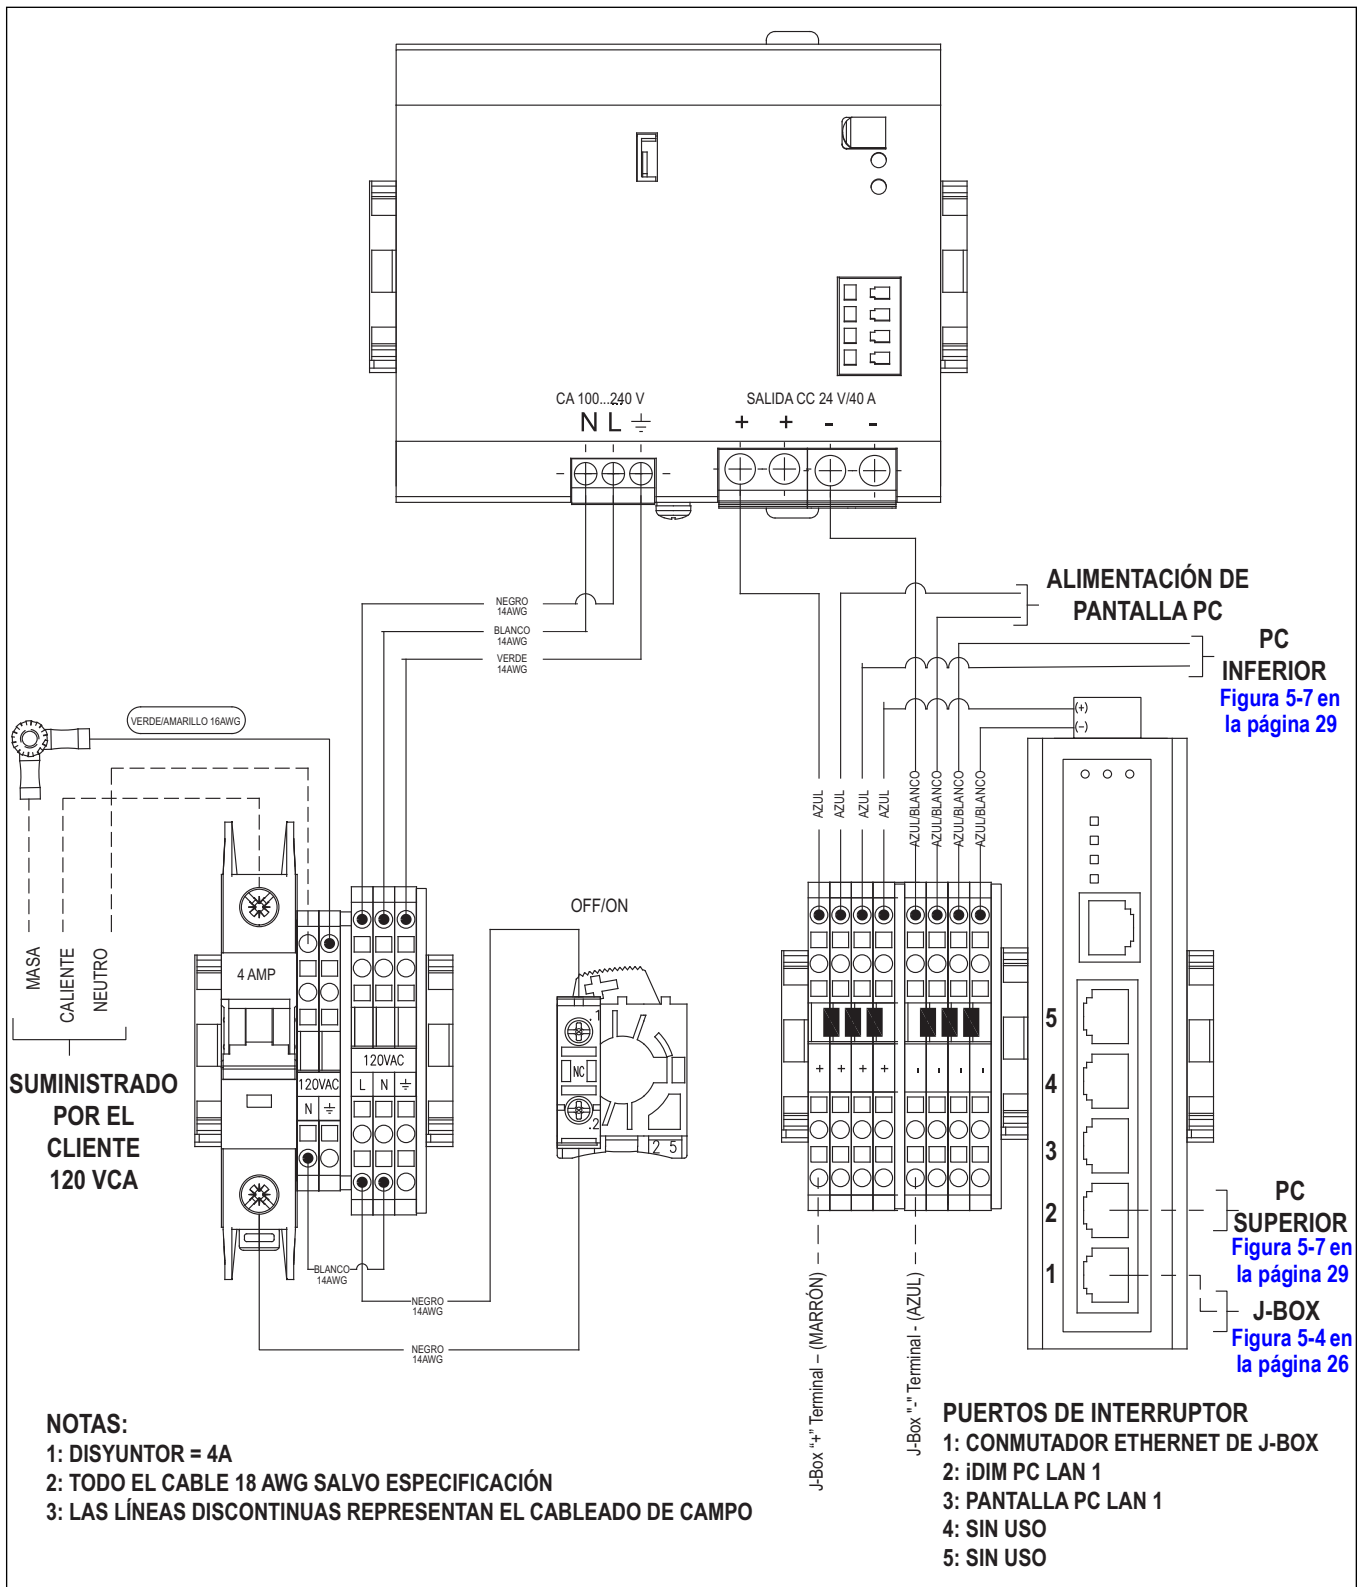 CA 100...240 V
N L
SALIDA CC 24 V/40 A
+ + - -
NEGRO
14AWG
BLANCO
14AWG
VERDE
14AWG
ALIMENTACIÓN DE
PANTALLA PC
PC
INFERIOR
Figura 5-7 en
la página 29
VERDE/AMARILLO 16AWG
(+)
(−)
AZUL
AZUL
AZUL
AZUL
AZUL/BLANCO
AZUL/BLANCO
AZUL/BLANCO
AZUL/BLANCO
MASA
CALIENTE
NEUTRO
SUMINISTRADO
POR EL
CLIENTE
120 VCA
4 AMP
120VAC
N
120VAC
L N
OFF/ON
.1
NC
.2
2 5
+ + + +
- - - -
5
4
3
2
1
PC
SUPERIOR
Figura 5-7 en
la página 29
J-BOX
Figura 5-4 en
la página 26
BLANCO
14AWG
NEGRO
14AWG
NEGRO
14AWG
J-Box "+" Terminal – (MARRÓN)
J-Box "-" Terminal - (AZUL)
NOTAS:
1: DISYUNTOR = 4A
2: TODO EL CABLE 18 AWG SALVO ESPECIFICACIÓN
3: LAS LÍNEAS DISCONTINUAS REPRESENTAN EL CABLEADO DE CAMPO
PUERTOS DE INTERRUPTOR
1: CONMUTADOR ETHERNET DE J-BOX
2: iDIM PC LAN 1
3: PANTALLA PC LAN 1
4: SIN USO
5: SIN USO